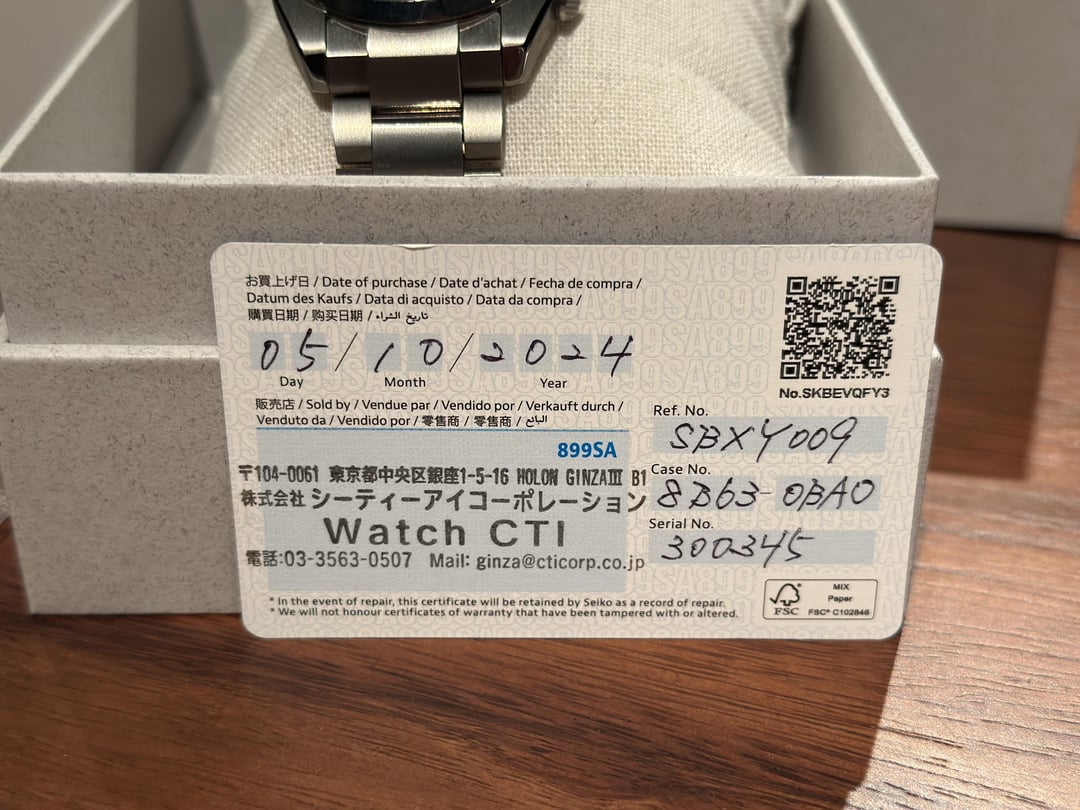 お買上げ日 / Date of purchase / Date d'achat / Fecha de compra /
Datum des Kaufs / Data di acquisto / Data da compra /
購買日期 / 购买日期 / تاريخ الشراء
05/10/2024
Day Month Year
販売店 / Sold by / Vendue par / Vendido por / Verkauft durch /
Venduto da / Vendido por / 零售商 / 零售商 / البائع
899SA
〒104-0061 東京都中央区銀座1-5-16 HOLON GINZAⅢ B1
株式会社 シーティーアイコーポレーション
Watch CTI
電話:03-3563-0507 Mail: ginza@cticorp.co.jp
No.SKBEVQFY3
Ref. No.
SBXY009
Case No.
8B63-0BA0
Serial No.
300345
* In the event of repair, this certificate will be retained by Seiko as a record of repair.
* We will not honour certificates of warranty that have been tampered with or altered.
FSC
MIX
Paper
FSC® C102846